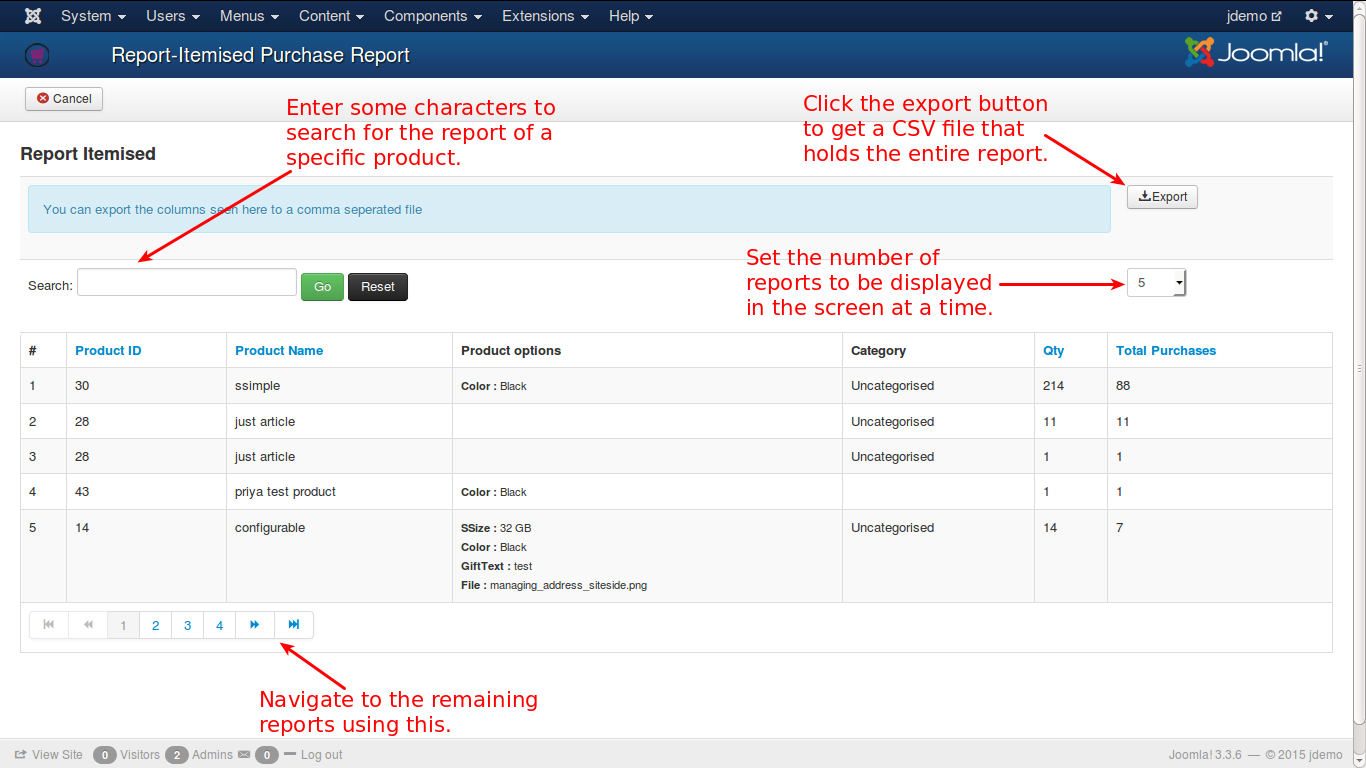 System Users Menus Content Components Extensions Help jdemo
Report-Itemised Purchase Report Joomla!®
Cancel
Enter some characters to
search for the report of a
specific product.
Click the export button
to get a CSV file that
holds the entire report.
Report Itemised
You can export the columns seen here to a comma seperated file
Export
Set the number of
reports to be displayed
in the screen at a time.
Search: Go Reset 5
# Product ID Product Name Product options Category Qty Total Purchases
1 30 ssimple Color : Black Uncategorised 214 88
2 28 just article Uncategorised 11 11
3 28 just article Uncategorised 1 1
4 43 priya test product Color : Black 1 1
5 14 configurable SSize : 32 GB Uncategorised 14 7
Color : Black
GiftText : test
File : managing_address_siteside.png
1 2 3 4
Navigate to the remaining
reports using this.
View Site 0 Visitors 2 Admins 0 Log out Joomla! 3.3.6 — © 2015 jdemo